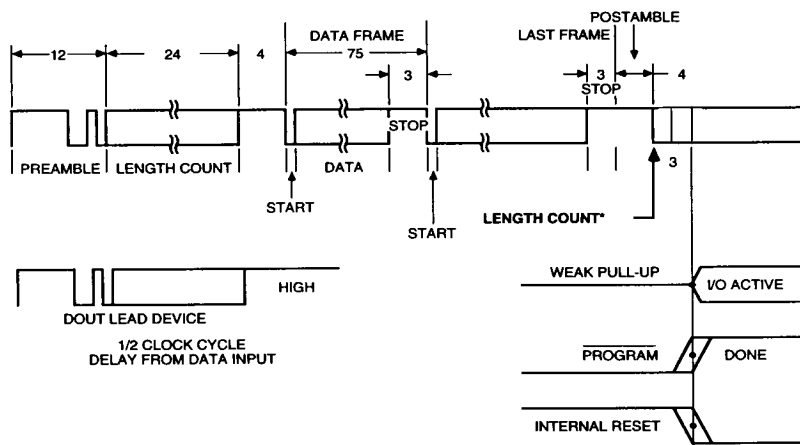 POSTAMBLE
DATA FRAME
LAST FRAME
12
24
4
75
3
3
4
STOP
STOP
PREAMBLE
LENGTH COUNT
DATA
3
START
START
LENGTH COUNT*
HIGH
DOUT LEAD DEVICE
1/2 CLOCK CYCLE
DELAY FROM DATA INPUT
WEAK PULL-UP
I/O ACTIVE
PROGRAM
DONE
INTERNAL RESET